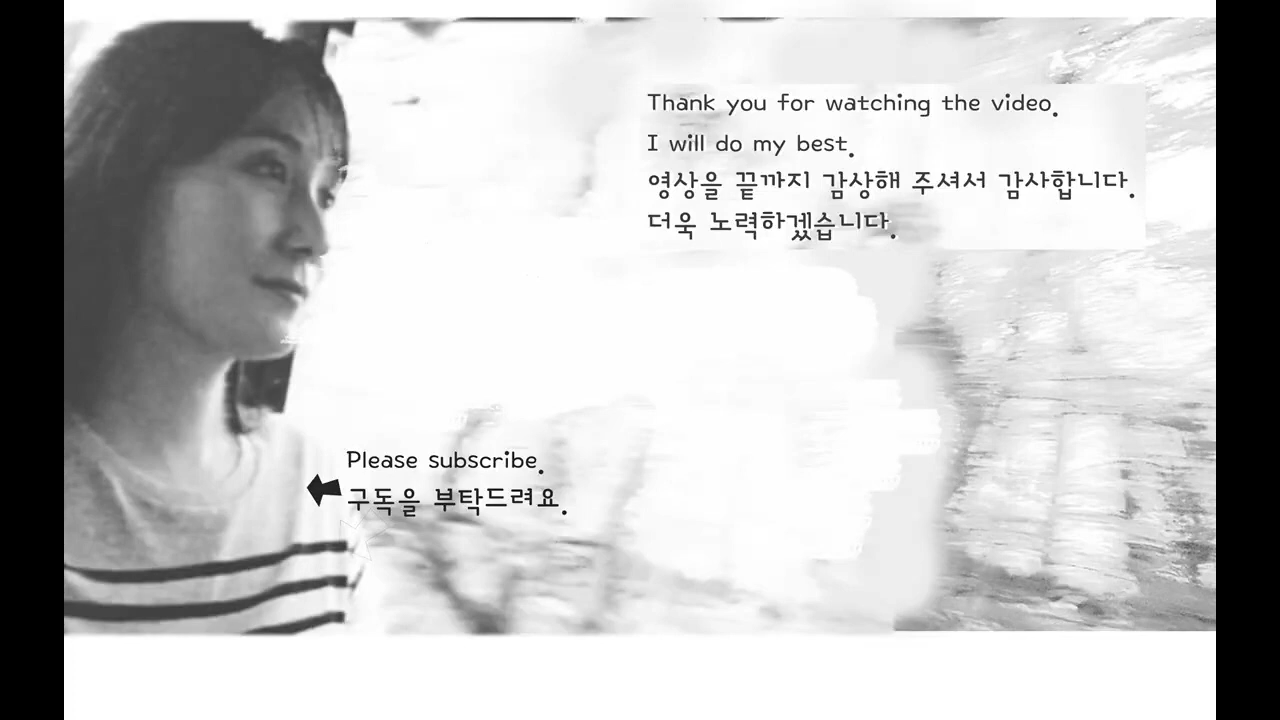 Thank you for watching the video.
I will do my best.
영상을 끝까지 감상해 주셔서 감사합니다.
더욱 노력하겠습니다.
Please subscribe.
구독을 부탁드려요.